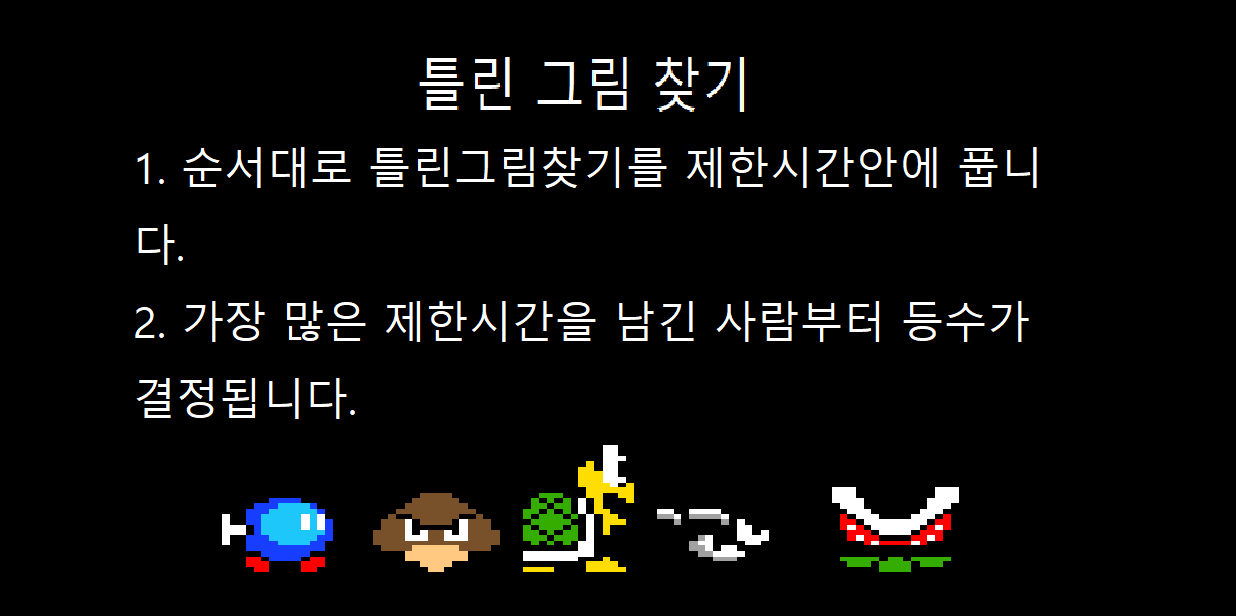 틀린 그림 찾기
1. 순서대로 틀린그림찾기를 제한시간안에 풉니
다.
2. 가장 많은 제한시간을 남긴 사람부터 등수가
결정됩니다.